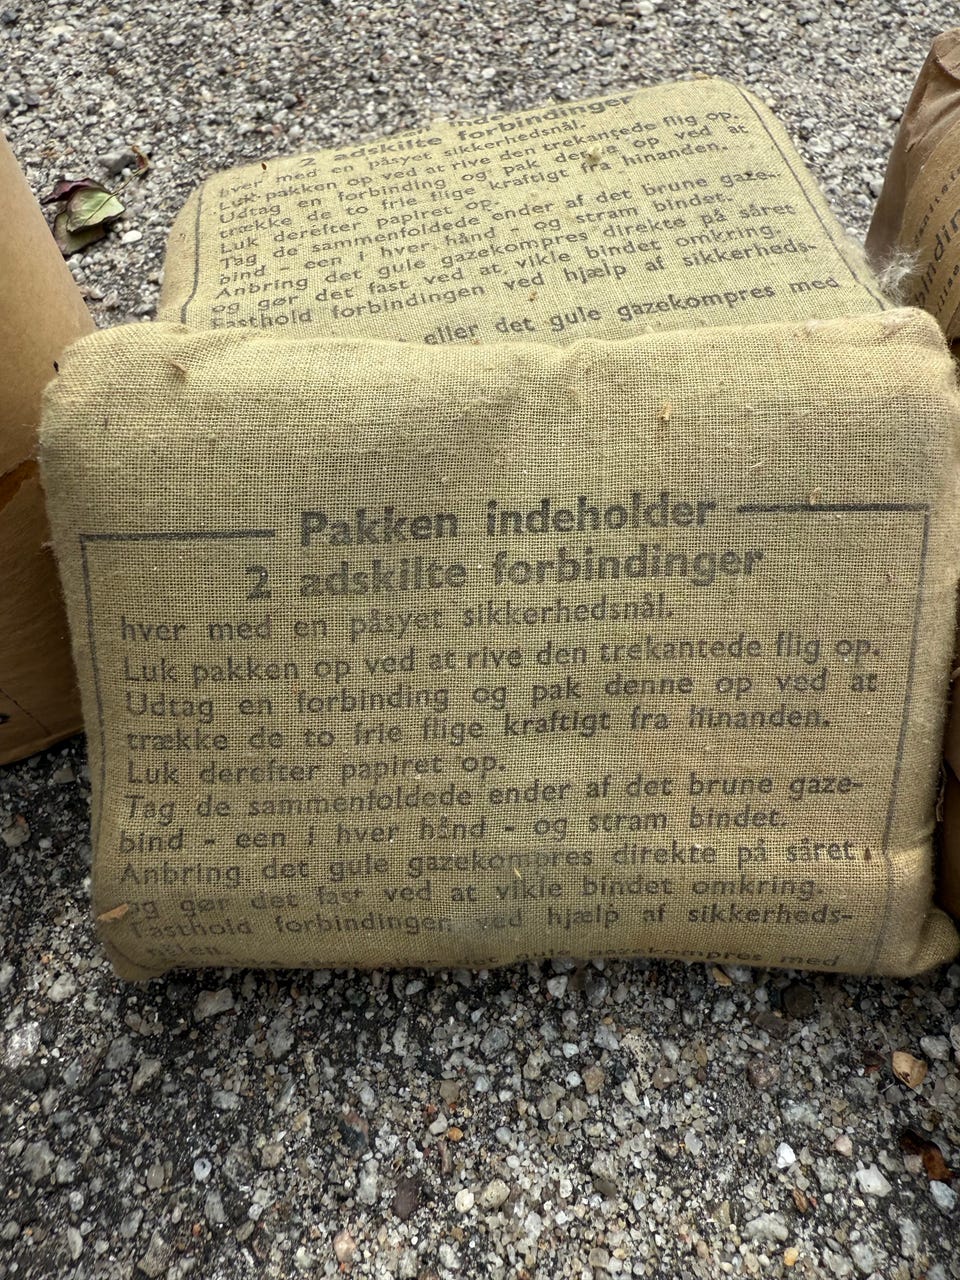 2 adskilte forbindinger
hver med en påsyet sikkerhedsnål.
Luk pakken op ved at rive den trekantede flig op.
Udtag en forbinding og pak denne op ved at
trække de to frie flige kraftigt fra hinanden.
Luk derefter papiret op.
Tag de sammenfoldede ender af det brune gaze-
bind - een i hver hånd - og stram bindet.
Anbring det gule gazekompres direkte på såret
og gør det fast ved at vikle bindet omkring.
Fasthold forbindingen ved hjælp af sikkerheds-
eller det gule gazekompres med
Pakken indeholder
2 adskilte forbindinger
hver med en påsyet sikkerhedsnål.
Luk pakken op ved at rive den trekantede flig op.
Udtag en forbinding og pak denne op ved at
trække de to frie flige kraftigt fra hinanden.
Luk derefter papiret op.
Tag de sammenfoldede ender af det brune gaze-
bind - een i hver hånd - og stram bindet.
Anbring det gule gazekompres direkte på såret
og gør det fast ved at vikle bindet omkring.
Fasthold forbindingen ved hjælp af sikkerheds-
nålen.
eller det gule gazekompres med